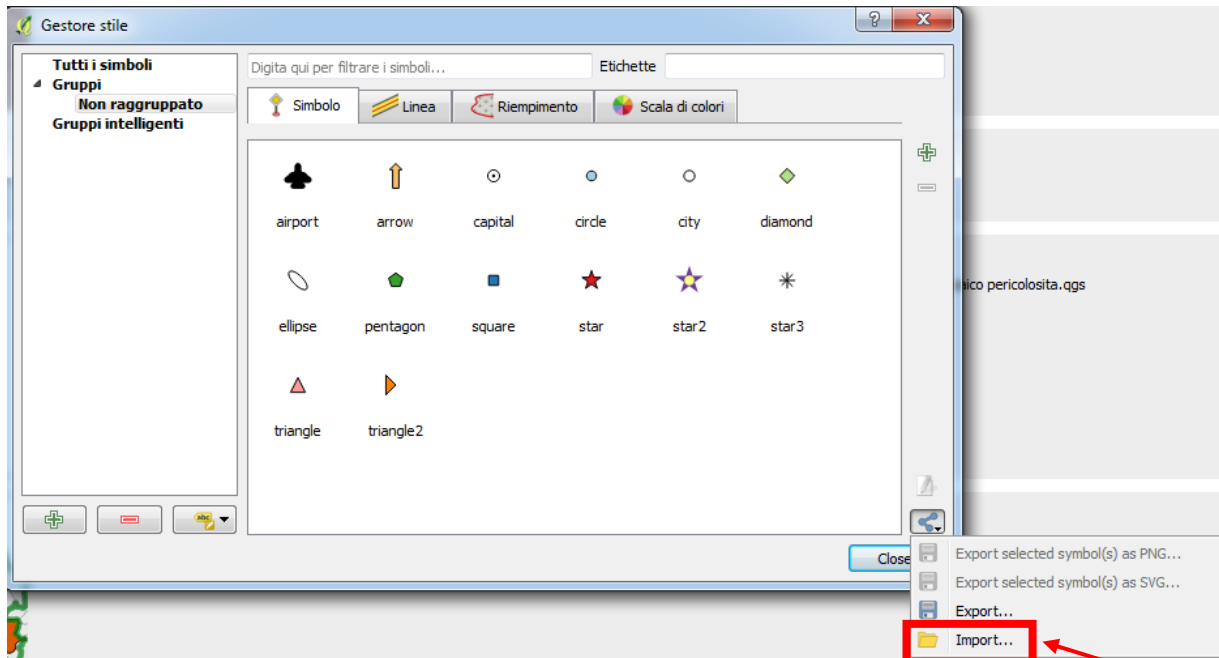 Gestore stile
Tutti i simboli
Gruppi
Non raggruppato
Gruppi intelligenti
Digita qui per filtrare i simboli...
Etichette
Simbolo
Linea
Riempimento
Scala di colori
airport
arrow
capital
circle
city
diamond
ellipse
pentagon
square
star
star2
star3
triangle
triangle2
pericolosita.qgs
abc
Close
Export selected symbol(s) as PNG...
Export selected symbol(s) as SVG...
Export...
Import...